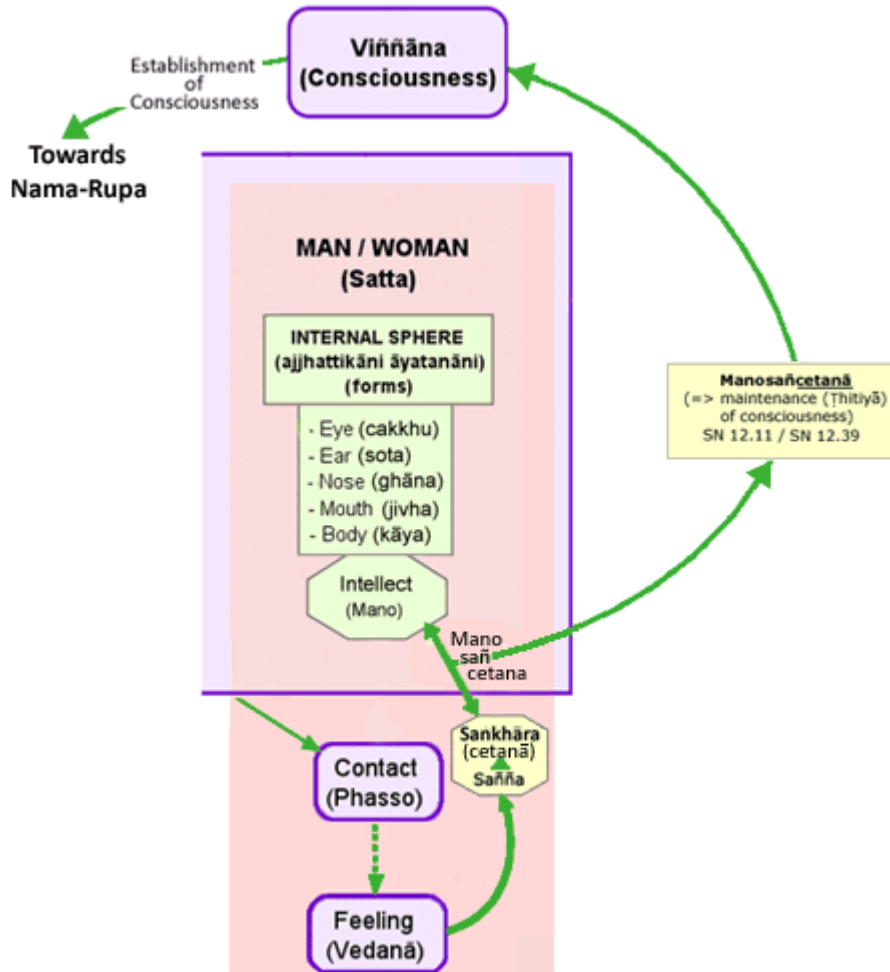 Viññāna
(Consciousness)
Establishment
of
Consciousness
Towards
Nama-Rupa
MAN / WOMAN
(Satta)
INTERNAL SPHERE
(ajjhattikāni āyatanāni)
(forms)
- Eye (cakkhu)
- Ear (sota)
- Nose (ghāna)
- Mouth (jivha)
- Body (kāya)
Intellect
(Mano)
Manosañcetanā
(=> maintenance (Ṭhitiyā)
of consciousness)
SN 12.11 / SN 12.39
Mano
sañ
cetana
Saṅkhāra
(cetanā)
Sañña
Contact
(Phasso)
Feeling
(Vedanā)